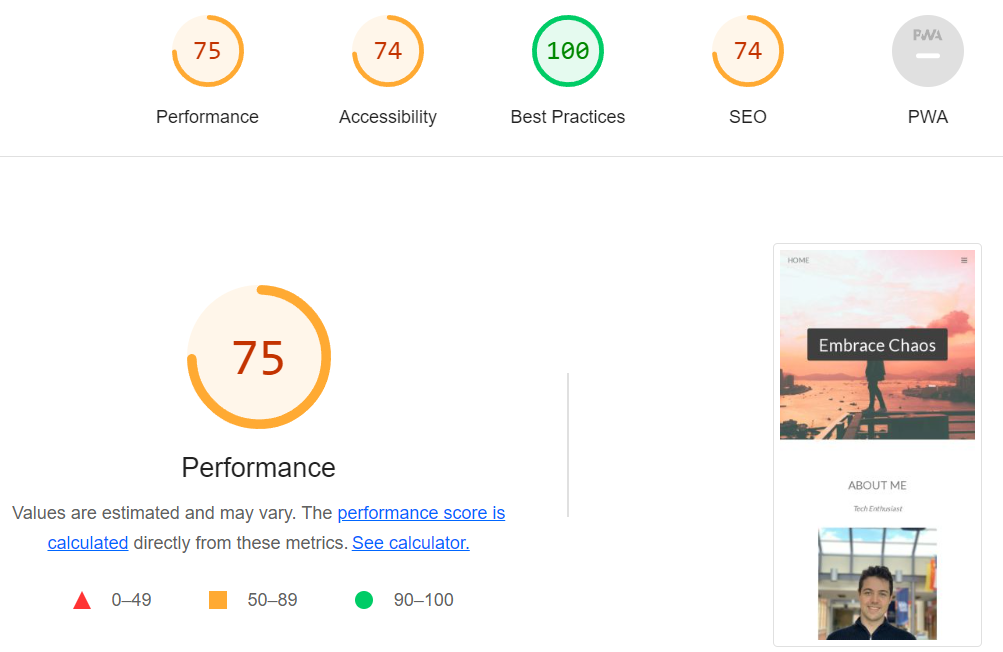 75 74 100 74 PWA
Performance Accessibility Best Practices SEO PWA
75
Performance
Values are estimated and may vary. The performance score is
calculated directly from these metrics. See calculator.
0–49 50–89 90–100
HOME
Embrace Chaos
ABOUT ME
Tech Enthusiast